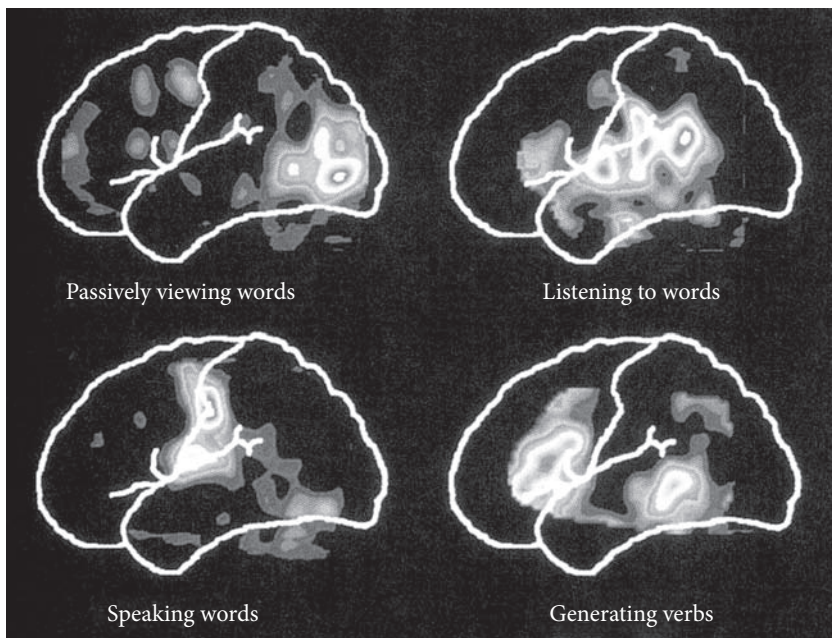 Passively viewing words
Listening to words
Speaking words
Generating verbs